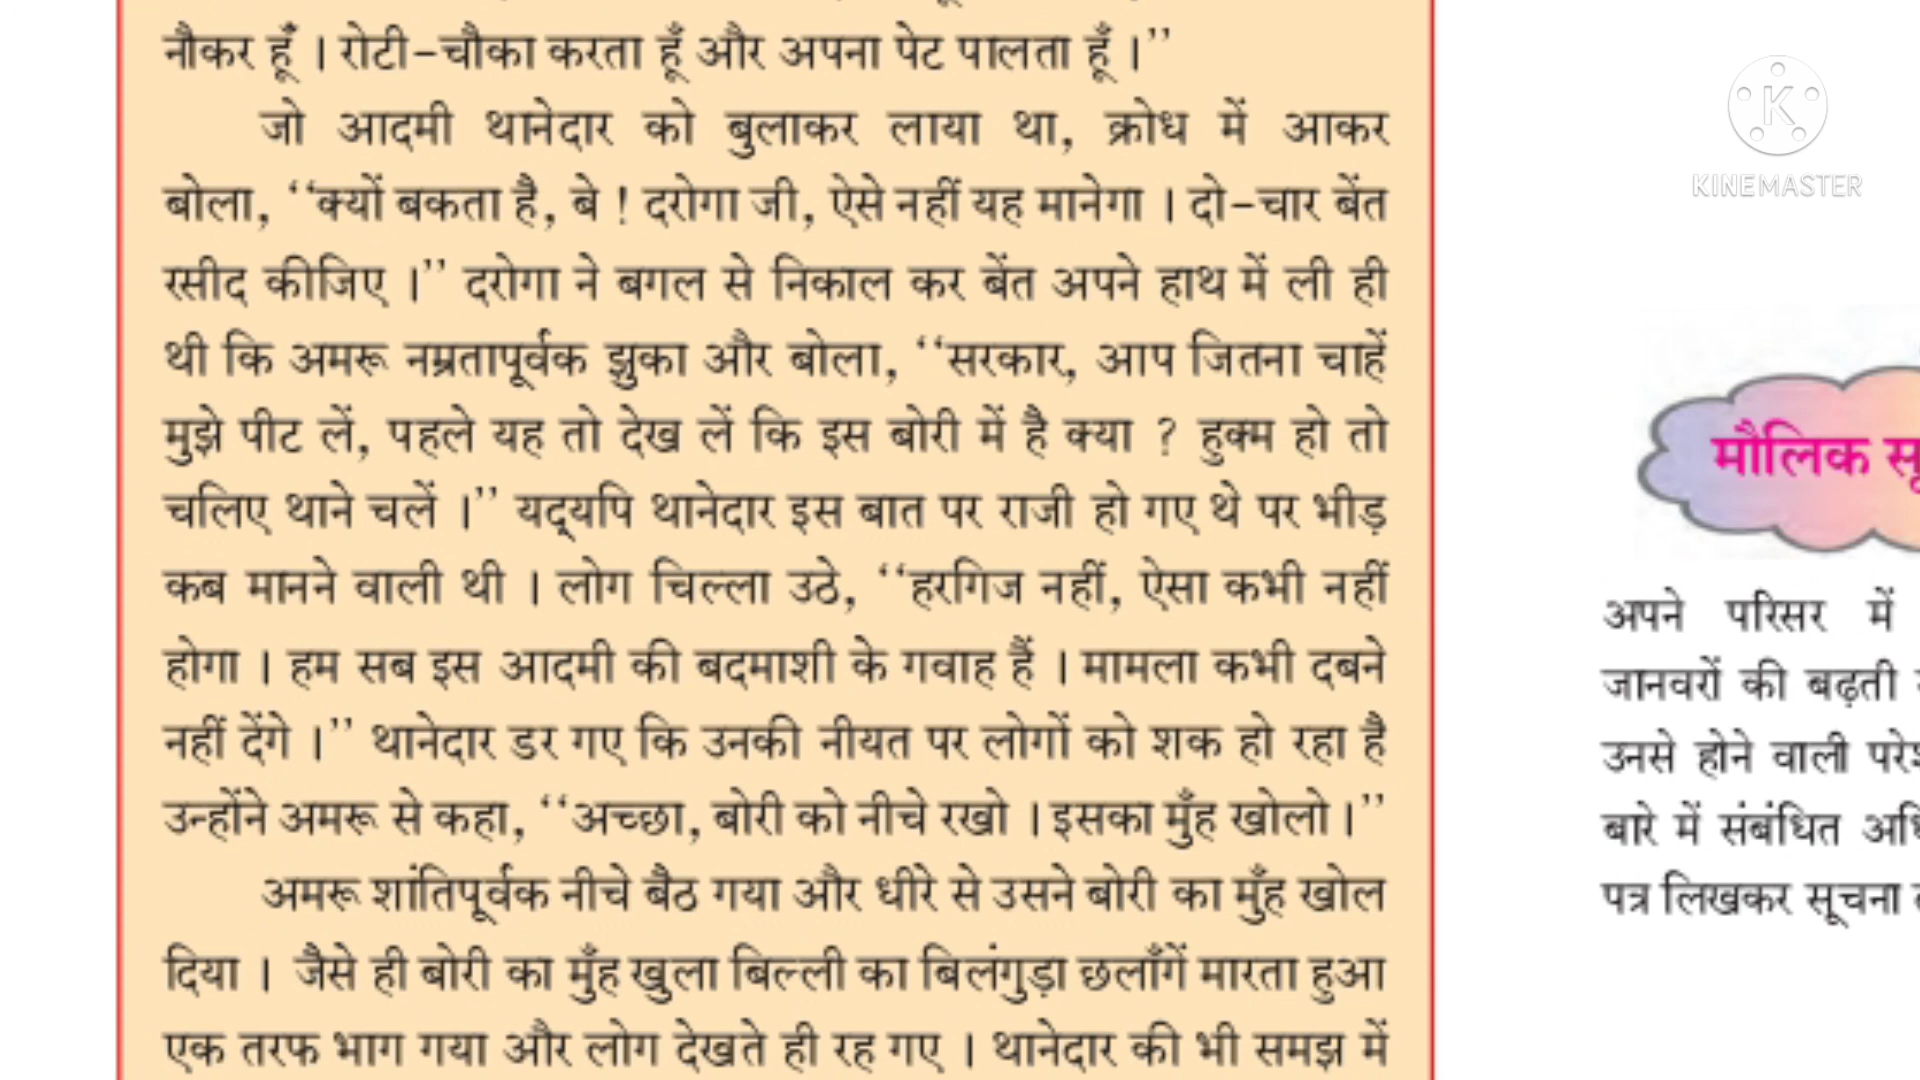 नौकर हूँ । रोटी-चौका करता हूँ और अपना पेट पालता हूँ ।’’
जो आदमी थानेदार को बुलाकर लाया था, क्रोध में आकर
बोला, ‘‘क्यों बकता है, बे ! दरोगा जी, ऐसे नहीं यह मानेगा । दो-चार बेंत
रसीद कीजिए ।’’ दरोगा ने बगल से निकाल कर बेंत अपने हाथ में ली ही
थी कि अमरू नम्रतापूर्वक झुका और बोला, ‘‘सरकार, आप जितना चाहें
मुझे पीट लें, पहले यह तो देख लें कि इस बोरी में है क्या ? हुक्म हो तो
चलिए थाने चलें ।’’ यद्‌यपि थानेदार इस बात पर राजी हो गए थे पर भीड़
कब मानने वाली थी । लोग चिल्ला उठे, ‘‘हरगिज नहीं, ऐसा कभी नहीं
होगा । हम सब इस आदमी की बदमाशी के गवाह हैं । मामला कभी दबने
नहीं देंगे ।’’ थानेदार डर गए कि उनकी नीयत पर लोगों को शक हो रहा है
उन्होंने अमरू से कहा, ‘‘अच्छा, बोरी को नीचे रखो । इसका मुँह खोलो ।’’
अमरू शांतिपूर्वक नीचे बैठ गया और धीरे से उसने बोरी का मुँह खोल
दिया । जैसे ही बोरी का मुँह खुला बिल्ली का बिलंगुड़ा छलाँगें मारता हुआ
एक तरफ भाग गया और लोग देखते ही रह गए । थानेदार की भी समझ में
K
KINEMASTER
मौलिक
अपने परिसर में
जानवरों की बढ़ती
उनसे होने वाली
बारे में संबंधित
पत्र लिखकर सूचना